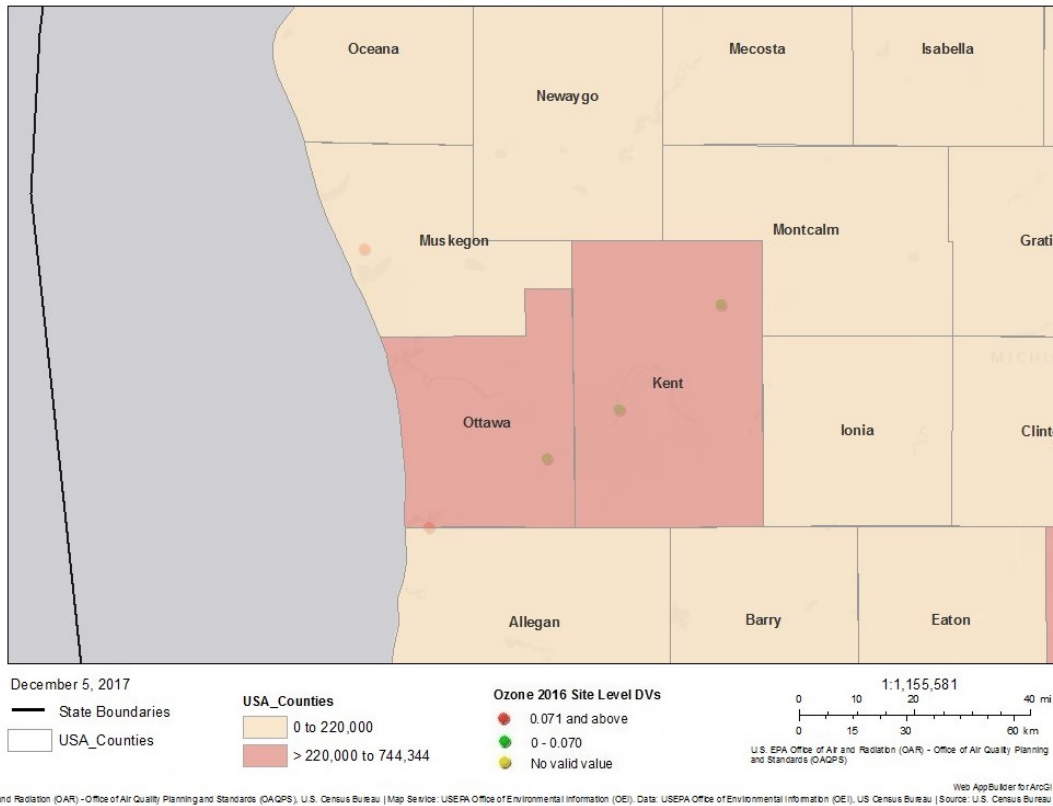 Oceana
Mecosta
Isabella
Newaygo
Muskegon
Montcalm
Grati
MICHI
Kent
Ottawa
Ionia
Clint
Allegan
Barry
Eaton
December 5, 2017
State Boundaries
USA_Counties
USA_Counties
0 to 220,000
> 220,000 to 744,344
Ozone 2016 Site Level DVs
0.071 and above
0 - 0.070
No valid value
1:1,155,581
0 10 20 40 mi
0 15 30 60 km
U.S. EPA Office of Air and Radiation (OAR) - Office of Air Quality Planning
and Standards (OAQPS)
Web AppBuilder for ArcGI
nd Radiation (OAR) - Office of Air Quality Planning and Standards (OAQPS), U.S. Census Bureau | Map Service: USEPA Office of Environmental Information (OEI). Data: USEPA Office of Environmental Information (OEI), US Census Bureau | Source: U.S. Census Bureau